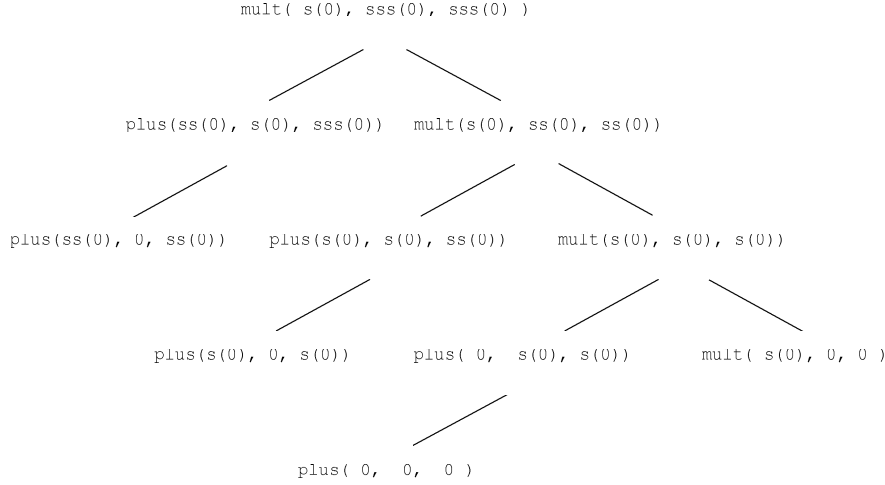 mult( s(0), sss(0), sss(0) )
plus(ss(0), s(0), sss(0)) mult(s(0), ss(0), ss(0))
plus(ss(0), 0, ss(0)) plus(s(0), s(0), ss(0)) mult(s(0), s(0), s(0))
plus(s(0), 0, s(0)) plus( 0, s(0), s(0)) mult( s(0), 0, 0 )
plus( 0, 0, 0 )